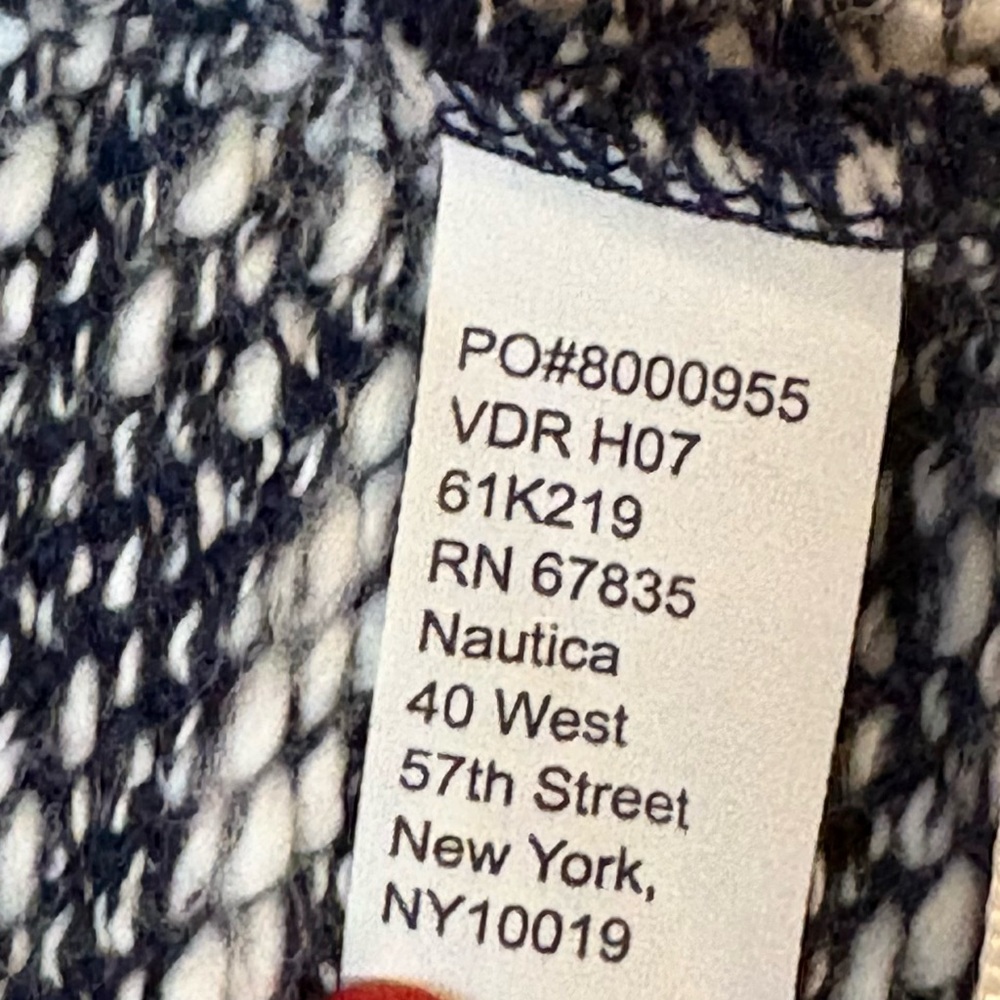 PO#8000955
VDR H07
61K219
RN 67835
Nautica
40 West
57th Street
New York,
NY10019